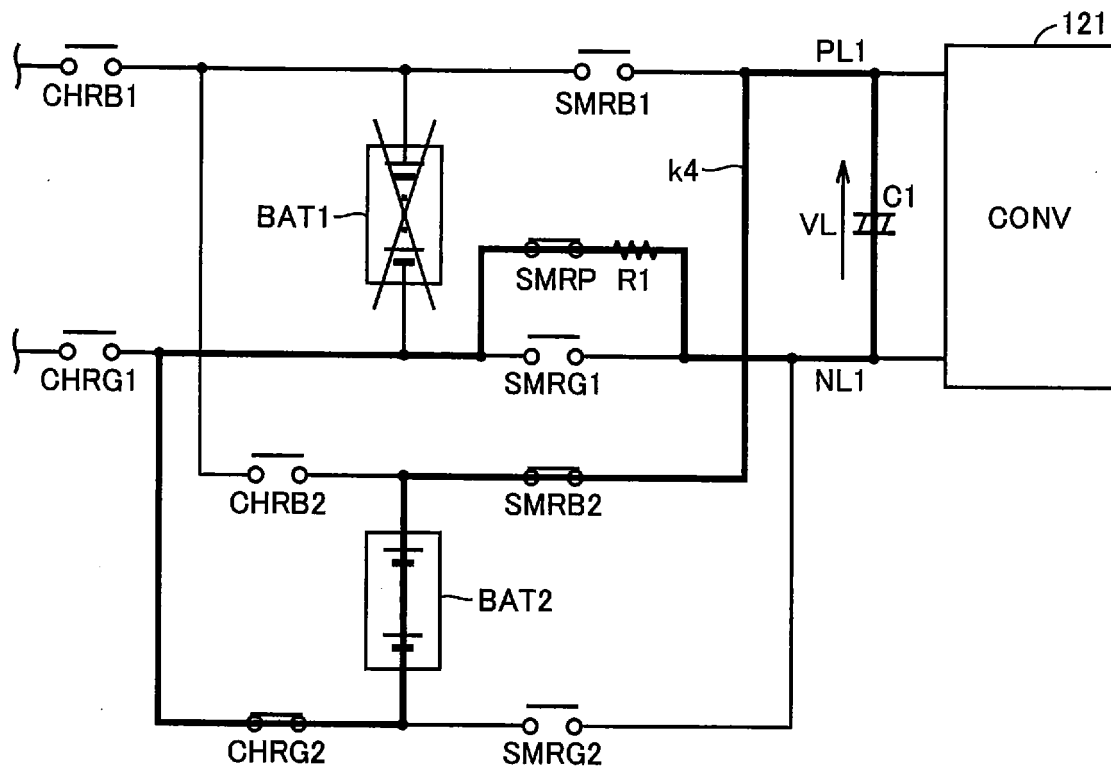 121
PL1
CHRB1
SMRB1
k4
C1
BAT1
VL
CONV
SMRP
R1
CHRG1
SMRG1
NL1
CHRB2
SMRB2
BAT2
CHRG2
SMRG2